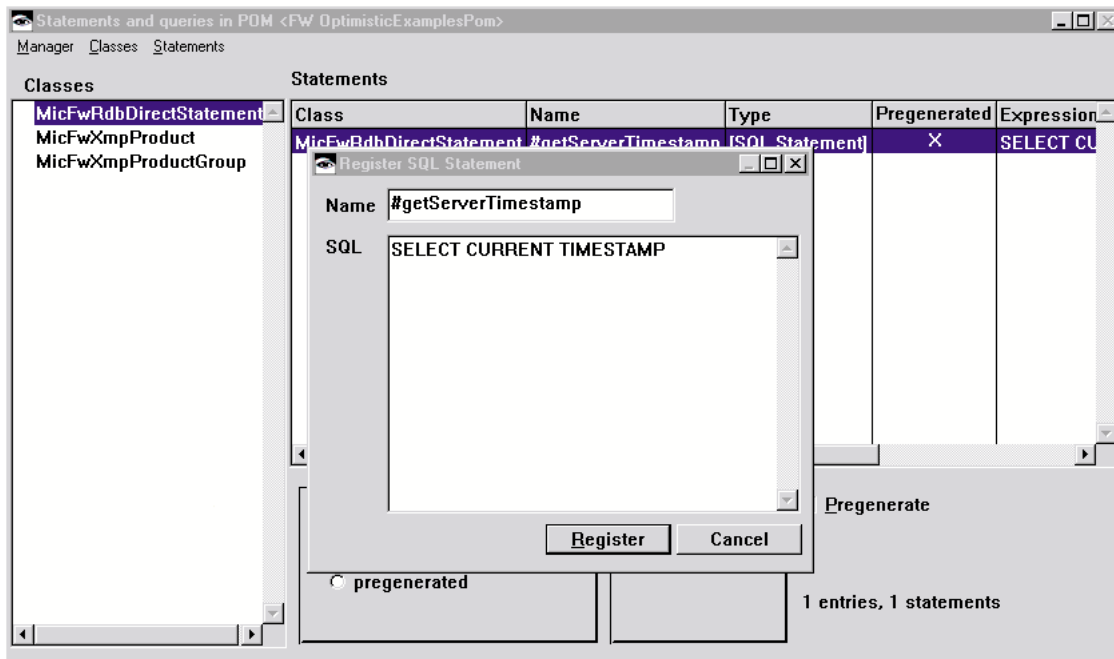 Statements and queries in POM <FW OptimisticExamplesPom>
Manager Classes Statements
Classes
MicFwRdbDirectStatement
MicFwXmpProduct
MicFwXmpProductGroup
Statements
Class Name Type Pregenerated Expression
MicFwRdbDirectStatement #getServerTimestamp [SQL Statement] X SELECT CU
Register SQL Statement
Name #getServerTimestamp
SQL SELECT CURRENT TIMESTAMP
Register Cancel
Pregenerate
pregenerated
1 entries, 1 statements